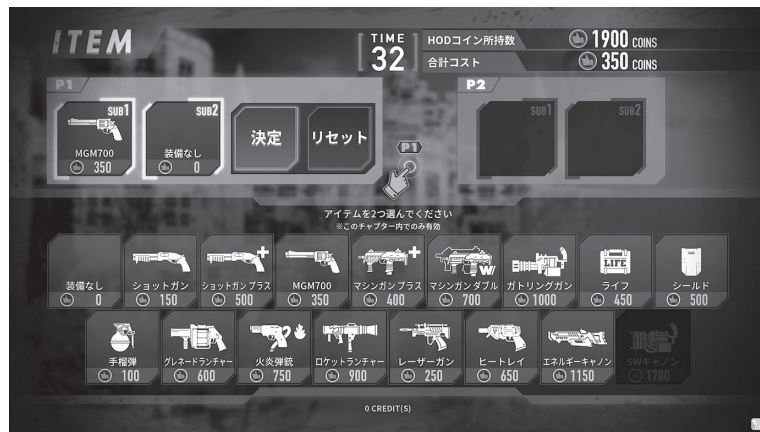 ITEM
TIME
32
HODコイン所持数
1900 COINS
合計コスト
350 COINS
P1
SUB1
MGM700
350
SUB2
装備なし
0
決定
リセット
P1
P2
SUB1
SUB2
アイテムを2つ選んでください
※このチャプター内でのみ有効
装備なし
0
ショットガン
150
ショットガン プラス
500
MGM700
350
マシンガン プラス
400
W
マシンガン ダブル
700
ガトリングガン
1000
LIFE
ライフ
450
シールド
500
手榴弾
100
グレネードランチャー
600
火炎弾銃
750
ロケットランチャー
900
レーザーガン
250
ヒートレイ
650
エネルギーキャノン
1150
SWキャノン
1700
0 CREDIT(S)